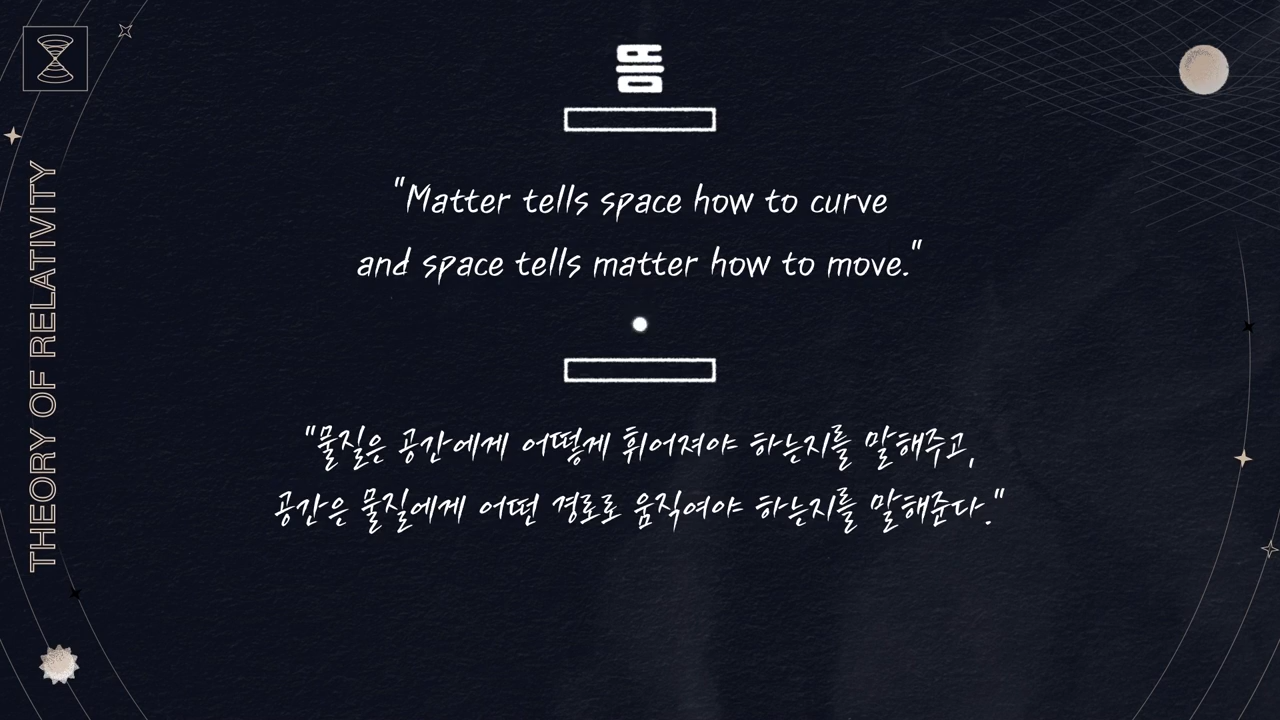 "Matter tells space how to curve
and space tells matter how to move."
"물질은 공간에게 어떻게 휘어져야 하는지를 말해주고,
공간은 물질에게 어떤 경로로 움직여야 하는지를 말해준다."
THEORY OF RELATIVITY